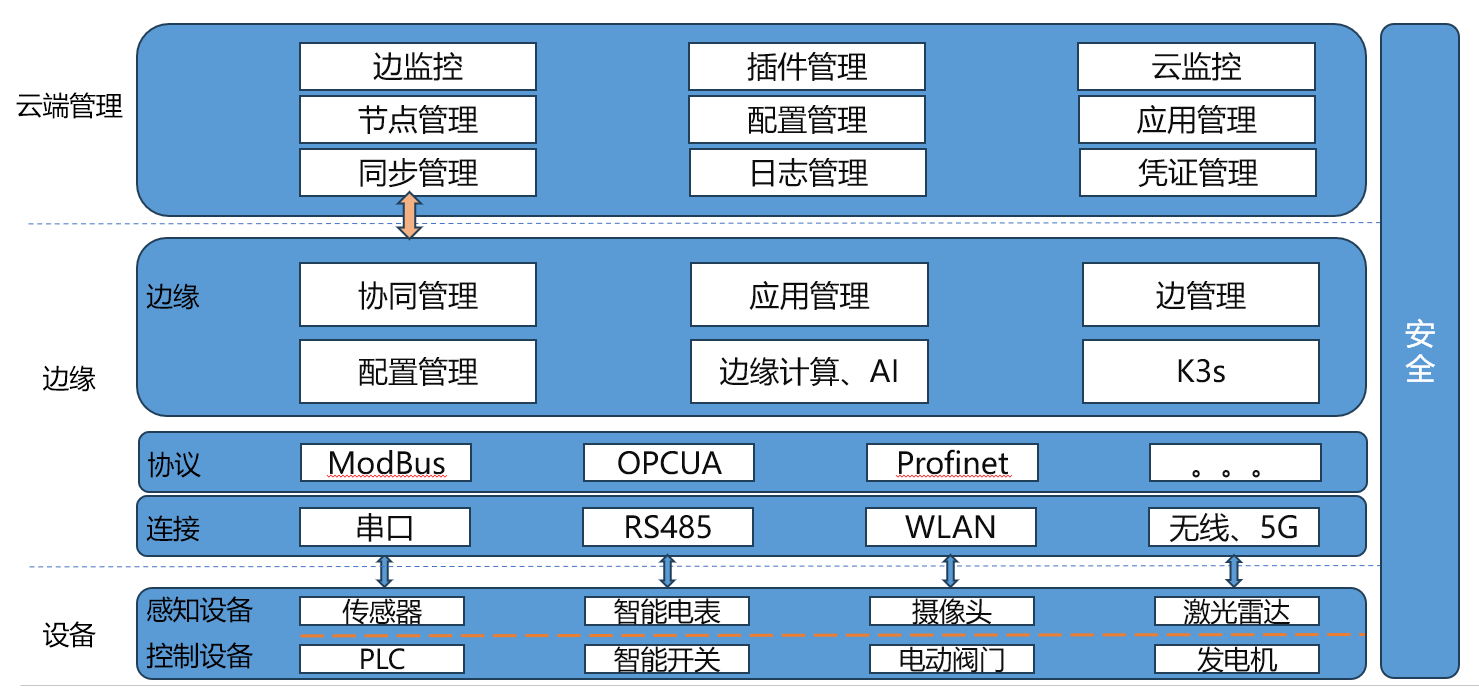 云端管理
边监控
插件管理
云监控
节点管理
配置管理
应用管理
同步管理
日志管理
凭证管理
边缘
边缘
协同管理
应用管理
边管理
配置管理
边缘计算、AI
K3s
协议
ModBus
OPCUA
Profinet
。。。
连接
串口
RS485
WLAN
无线、5G
设备
感知设备
传感器
智能电表
摄像头
激光雷达
控制设备
PLC
智能开关
电动阀门
发电机
安
全